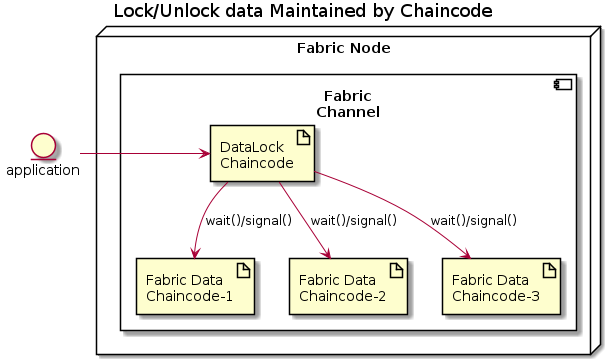 Lock/Unlock data Maintained by Chaincode
Fabric Node
Fabric
Channel
DataLock
Chaincode
application
wait()/signal()
wait()/signal()
wait()/signal()
Fabric Data
Chaincode-1
Fabric Data
Chaincode-2
Fabric Data
Chaincode-3